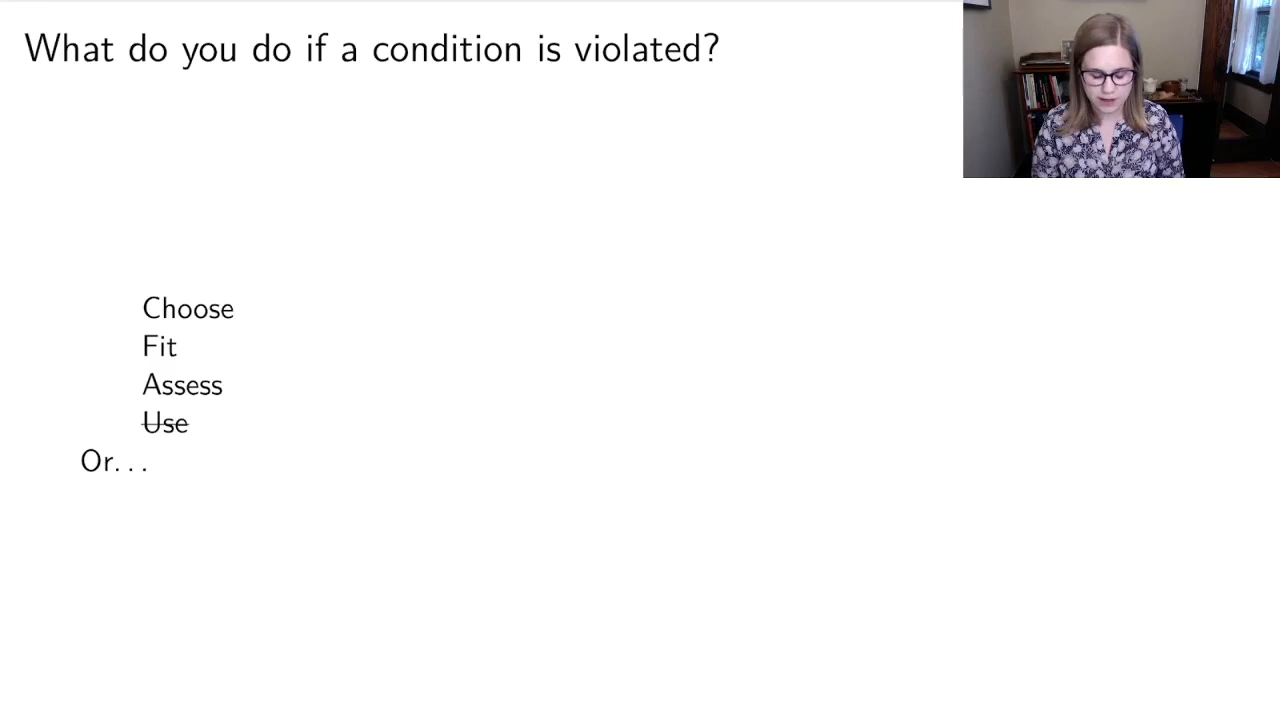 What do you do if a condition is violated?
Choose
Fit
Assess
Use
Or...